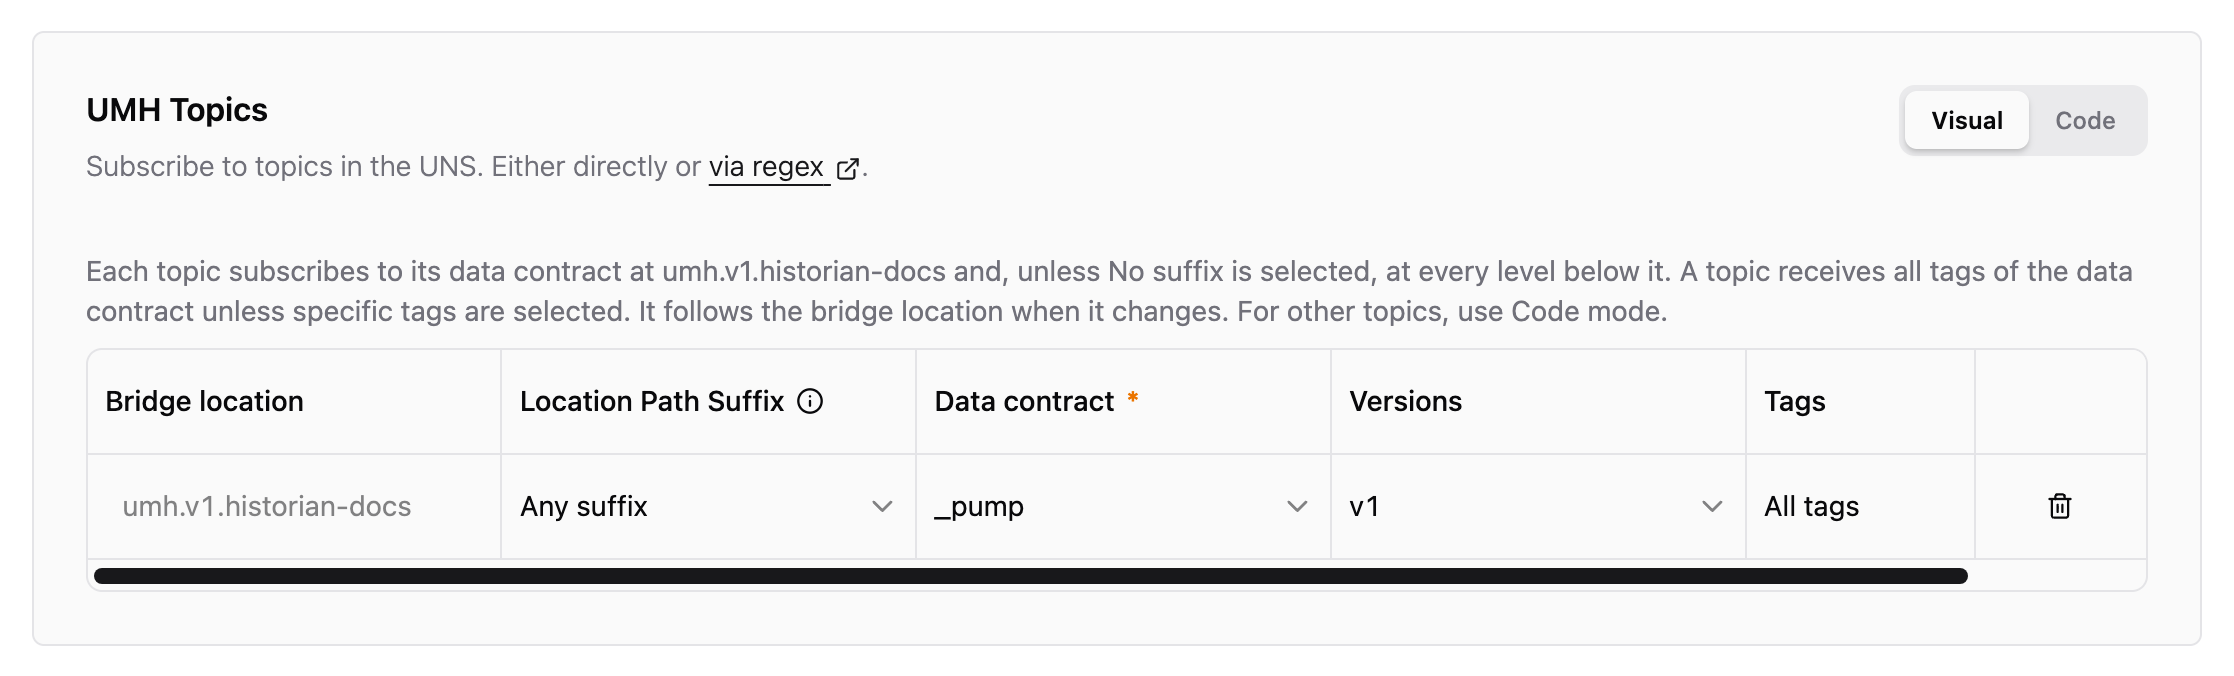 UMH Topics
Visual
Code
Subscribe to topics in the UNS. Either directly or via regex .
Each topic subscribes to its data contract at umh.v1.historian-docs and, unless No suffix is selected, at every level below it. A topic receives all tags of the data
contract unless specific tags are selected. It follows the bridge location when it changes. For other topics, use Code mode.
Bridge location
Location Path Suffix
Data contract *
Versions
Tags
umh.v1.historian-docs
Any suffix
_pump
v1
All tags